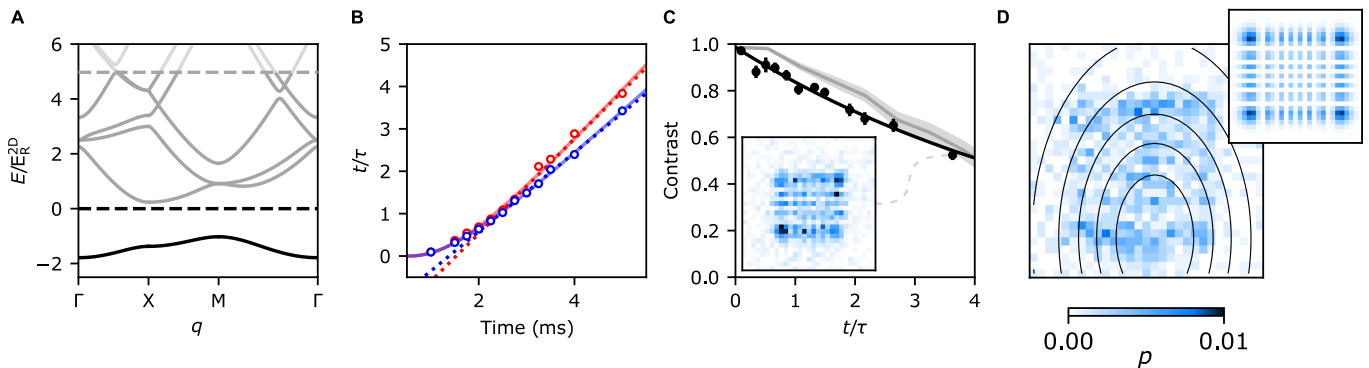 A
E/E_R^2D
6
4
2
0
−2
Γ X M Γ
q
B
t/τ
5
4
3
2
1
0
2 4
Time (ms)
C
Contrast
1.0
0.8
0.6
0.4
0.2
0.0
0 1 2 3 4
t/τ
D
0.00 0.01
p